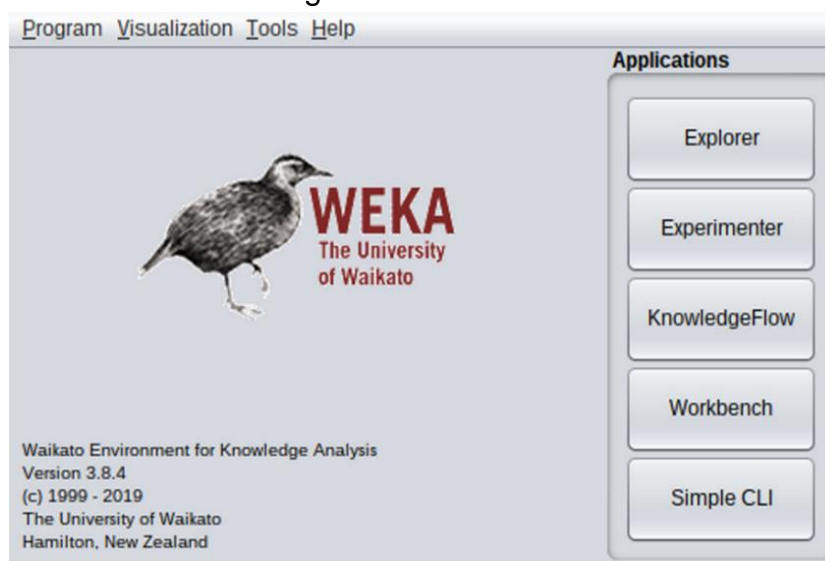 Program Visualization Tools Help
Applications
Explorer
Experimenter
KnowledgeFlow
Workbench
Simple CLI
WEKA
The University
of Waikato
Waikato Environment for Knowledge Analysis
Version 3.8.4
(c) 1999 - 2019
The University of Waikato
Hamilton, New Zealand